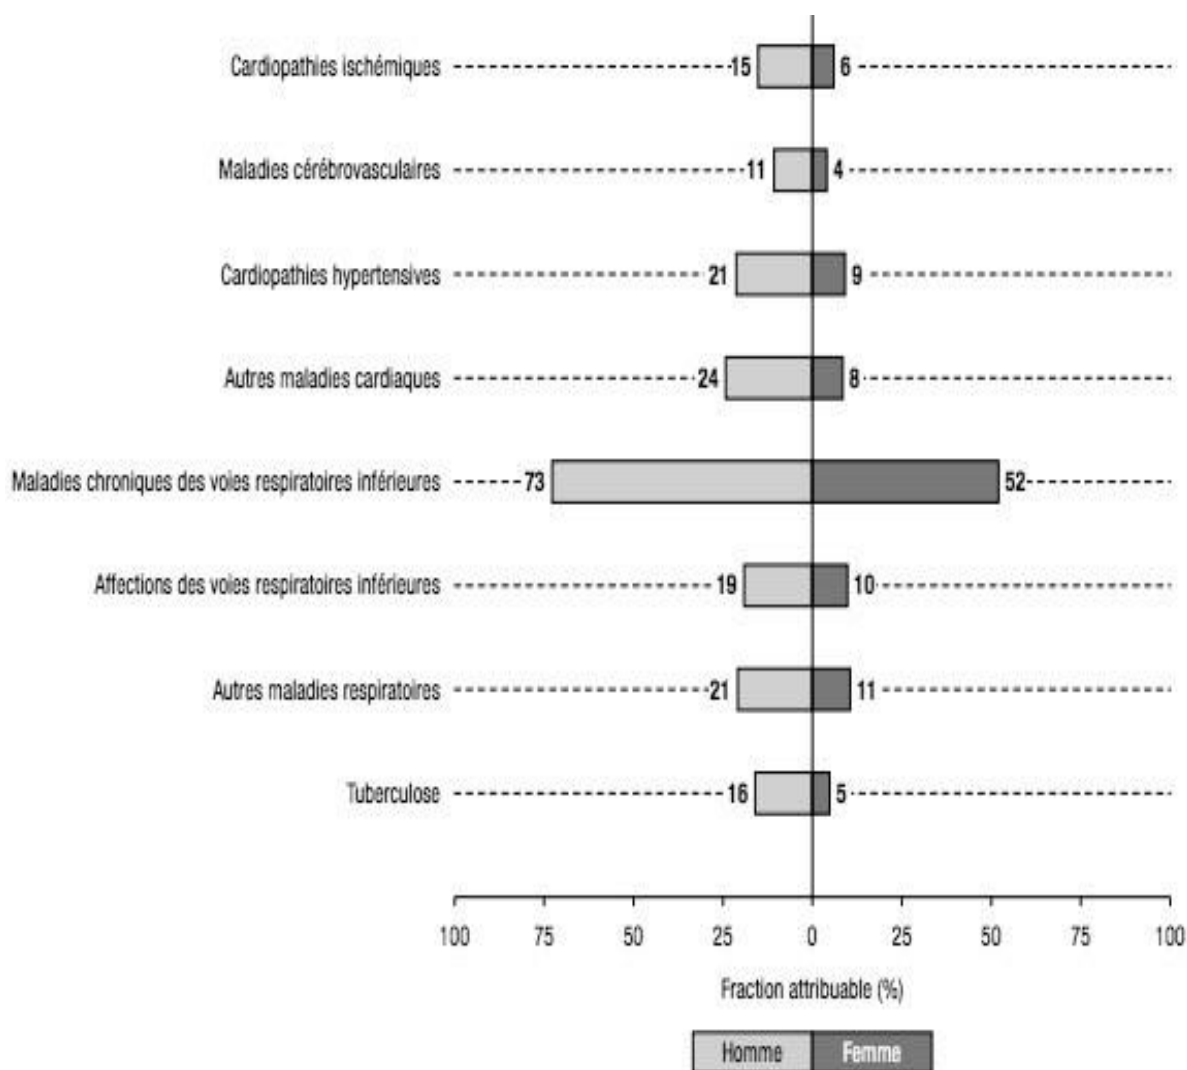 Cardiopathies ischémiques 15 6
Maladies cérébrovasculaires 11 4
Cardiopathies hypertensives 21 9
Autres maladies cardiaques 24 8
Maladies chroniques des voies respiratoires inférieures 73 52
Affections des voies respiratoires inférieures 19 10
Autres maladies respiratoires 21 11
Tuberculose 16 5
100 75 50 25 0 25 50 75 100
Fraction attribuable (%)
Homme Femme